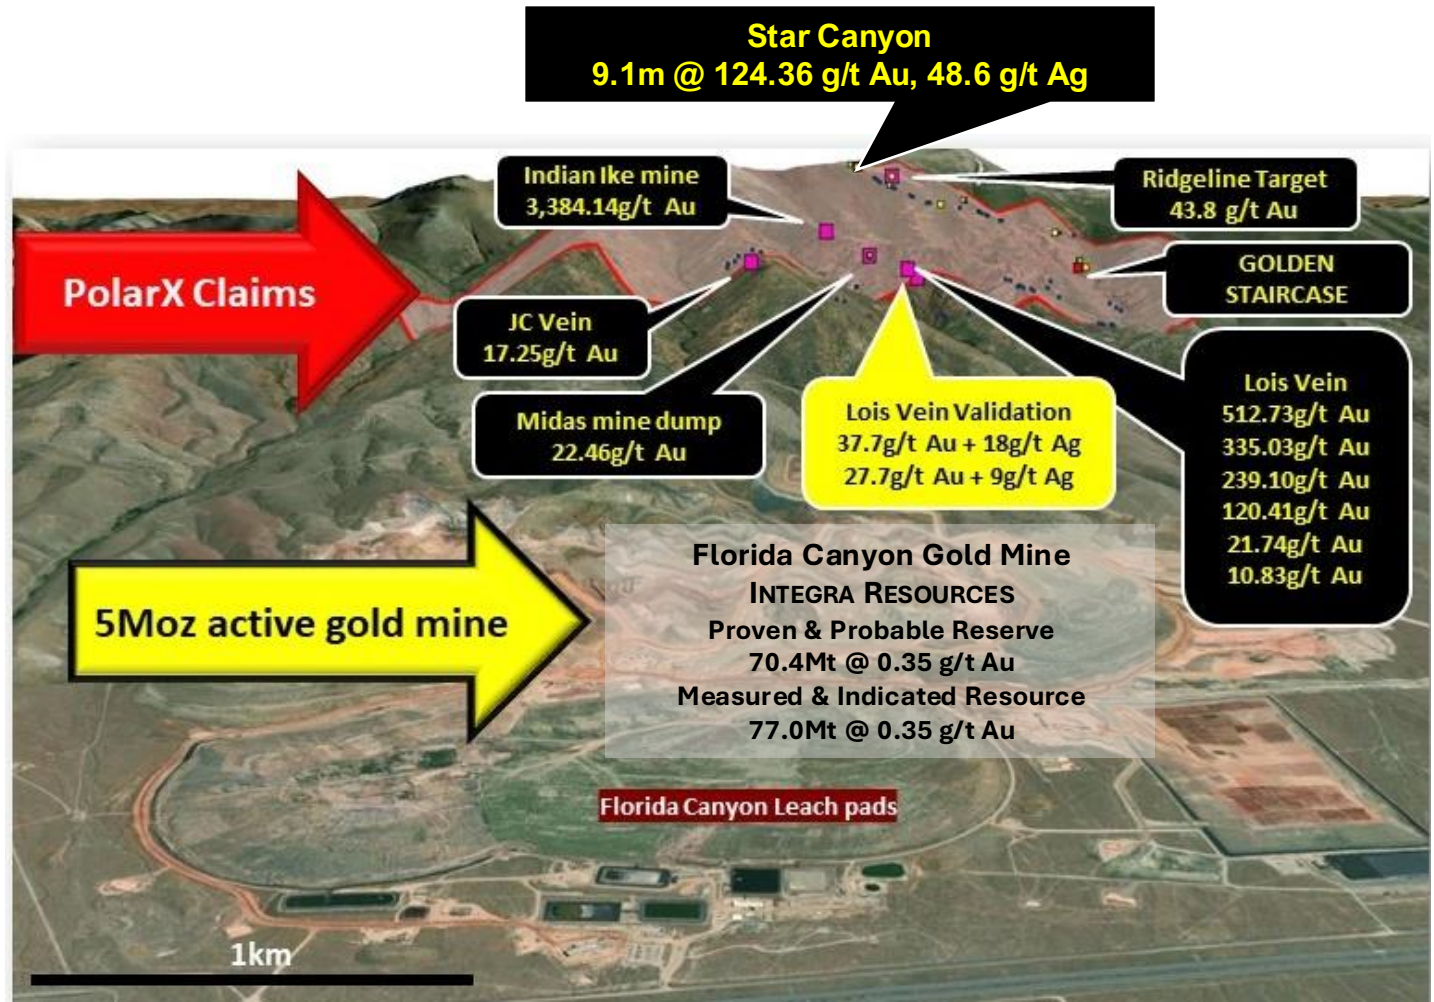 Star Canyon
9.1m @ 124.36 g/t Au, 48.6 g/t Ag
Indian Ike mine
3,384.14g/t Au
Ridgeline Target
43.8 g/t Au
PolarX Claims
GOLDEN
STAIRCASE
JC Vein
17.25g/t Au
Midas mine dump
22.46g/t Au
Lois Vein Validation
37.7g/t Au + 18g/t Ag
27.7g/t Au + 9g/t Ag
Lois Vein
512.73g/t Au
335.03g/t Au
239.10g/t Au
120.41g/t Au
21.74g/t Au
10.83g/t Au
5Moz active gold mine
Florida Canyon Gold Mine
INTEGRA RESOURCES
Proven & Probable Reserve
70.4Mt @ 0.35 g/t Au
Measured & Indicated Resource
77.0Mt @ 0.35 g/t Au
Florida Canyon Leach pads
1km